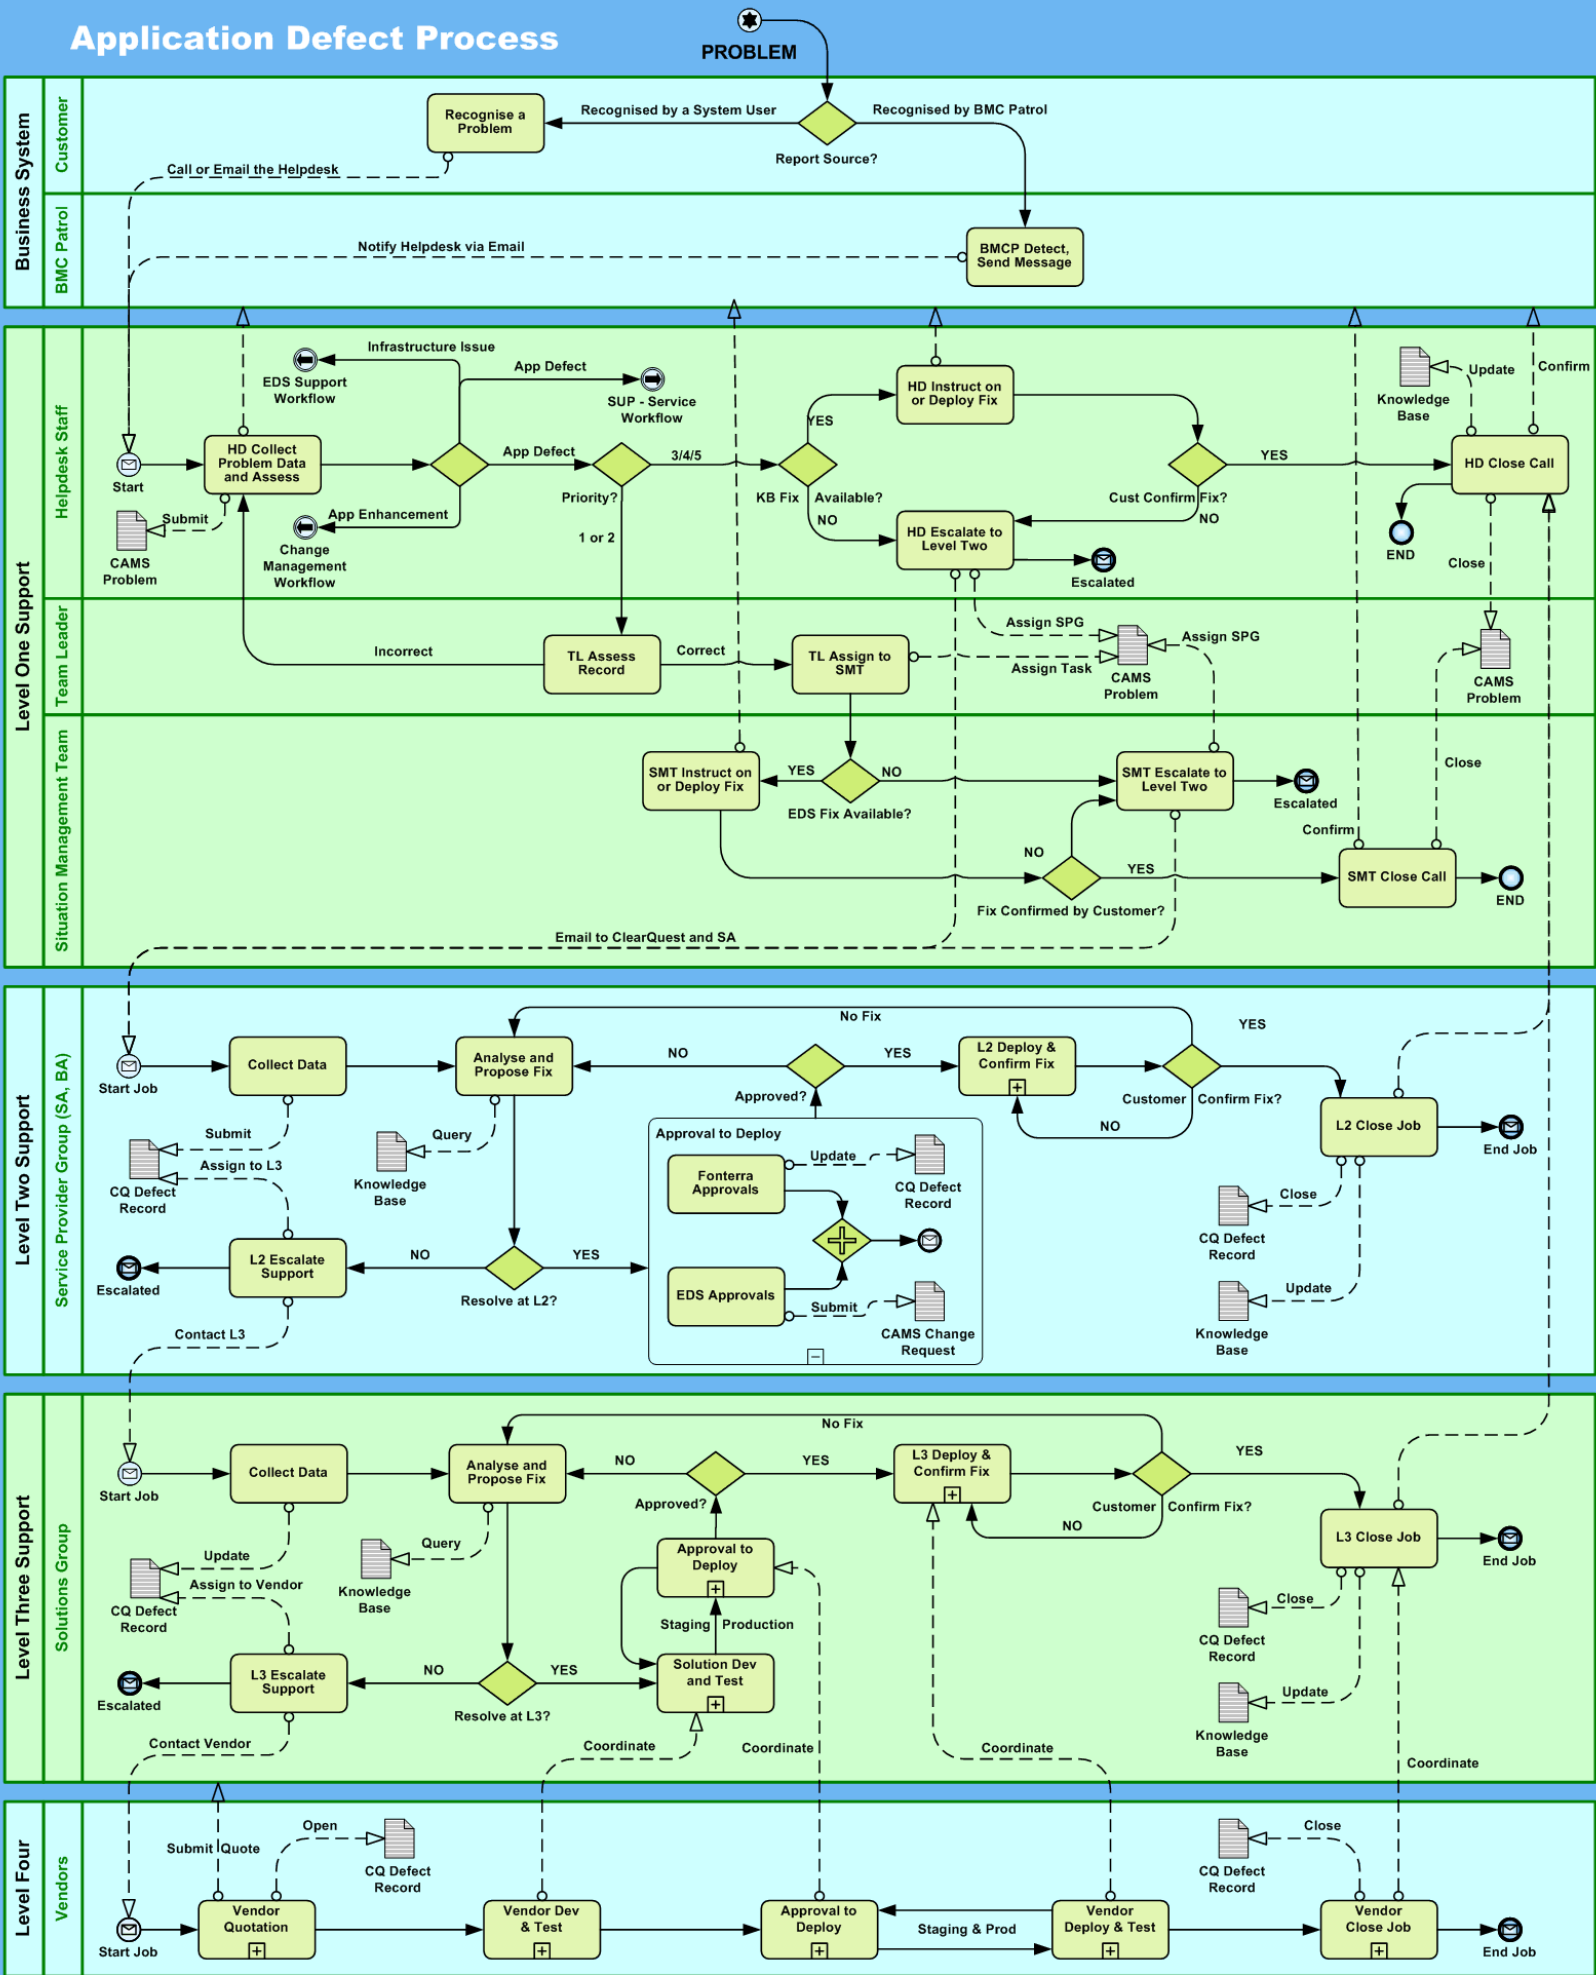 Application Defect Process
PROBLEM
Business System
Customer
Recognise a
Problem
Recognised by a System User
Recognised by BMC Patrol
Report Source?
Call or Email the Helpdesk
BMC Patrol
Notify Helpdesk via Email
BMCP Detect,
Send Message
Level One Support
Helpdesk Staff
Infrastructure Issue
EDS Support
Workflow
App Defect
SUP - Service
Workflow
HD Instruct on
or Deploy Fix
Knowledge
Base
Update
Confirm
YES
Start
HD Collect
Problem Data
and Assess
App Defect
Priority?
3/4/5
KB Fix Available?
Cust Confirm Fix?
YES
HD Close Call
Submit
CAMS
Problem
App Enhancement
Change
Management
Workflow
1 or 2
NO
HD Escalate to
Level Two
NO
Escalated
END
Close
Team Leader
Incorrect
TL Assess
Record
Correct
TL Assign to
SMT
Assign SPG
Assign Task
CAMS
Problem
Assign SPG
CAMS
Problem
Situation Management Team
SMT Instruct on
or Deploy Fix
YES
NO
EDS Fix Available?
SMT Escalate to
Level Two
Escalated
Close
Confirm
NO
YES
Fix Confirmed by Customer?
SMT Close Call
END
Email to ClearQuest and SA
Level Two Support
Service Provider Group (SA, BA)
No Fix
YES
Start Job
Collect Data
Analyse and
Propose Fix
NO
YES
Approved?
L2 Deploy &
Confirm Fix
Customer Confirm Fix?
NO
L2 Close Job
End Job
Submit
Assign to L3
CQ Defect
Record
Query
Knowledge
Base
Approval to Deploy
Fonterra
Approvals
Update
CQ Defect
Record
EDS Approvals
Submit
CAMS Change
Request
Close
CQ Defect
Record
Update
Knowledge
Base
Escalated
L2 Escalate
Support
NO
YES
Resolve at L2?
Contact L3
Level Three Support
Solutions Group
No Fix
YES
Start Job
Collect Data
Analyse and
Propose Fix
NO
YES
Approved?
L3 Deploy &
Confirm Fix
Customer Confirm Fix?
NO
L3 Close Job
End Job
Update
Assign to Vendor
CQ Defect
Record
Query
Knowledge
Base
Approval to
Deploy
Staging Production
Solution Dev
and Test
Close
CQ Defect
Record
Update
Knowledge
Base
Escalated
L3 Escalate
Support
NO
YES
Resolve at L3?
Contact Vendor
Coordinate
Coordinate
Coordinate
Coordinate
Level Four
Vendors
Submit Quote
Open
CQ Defect
Record
Close
CQ Defect
Record
Start Job
Vendor
Quotation
Vendor Dev
& Test
Approval to
Deploy
Staging & Prod
Vendor
Deploy & Test
Vendor
Close Job
End Job